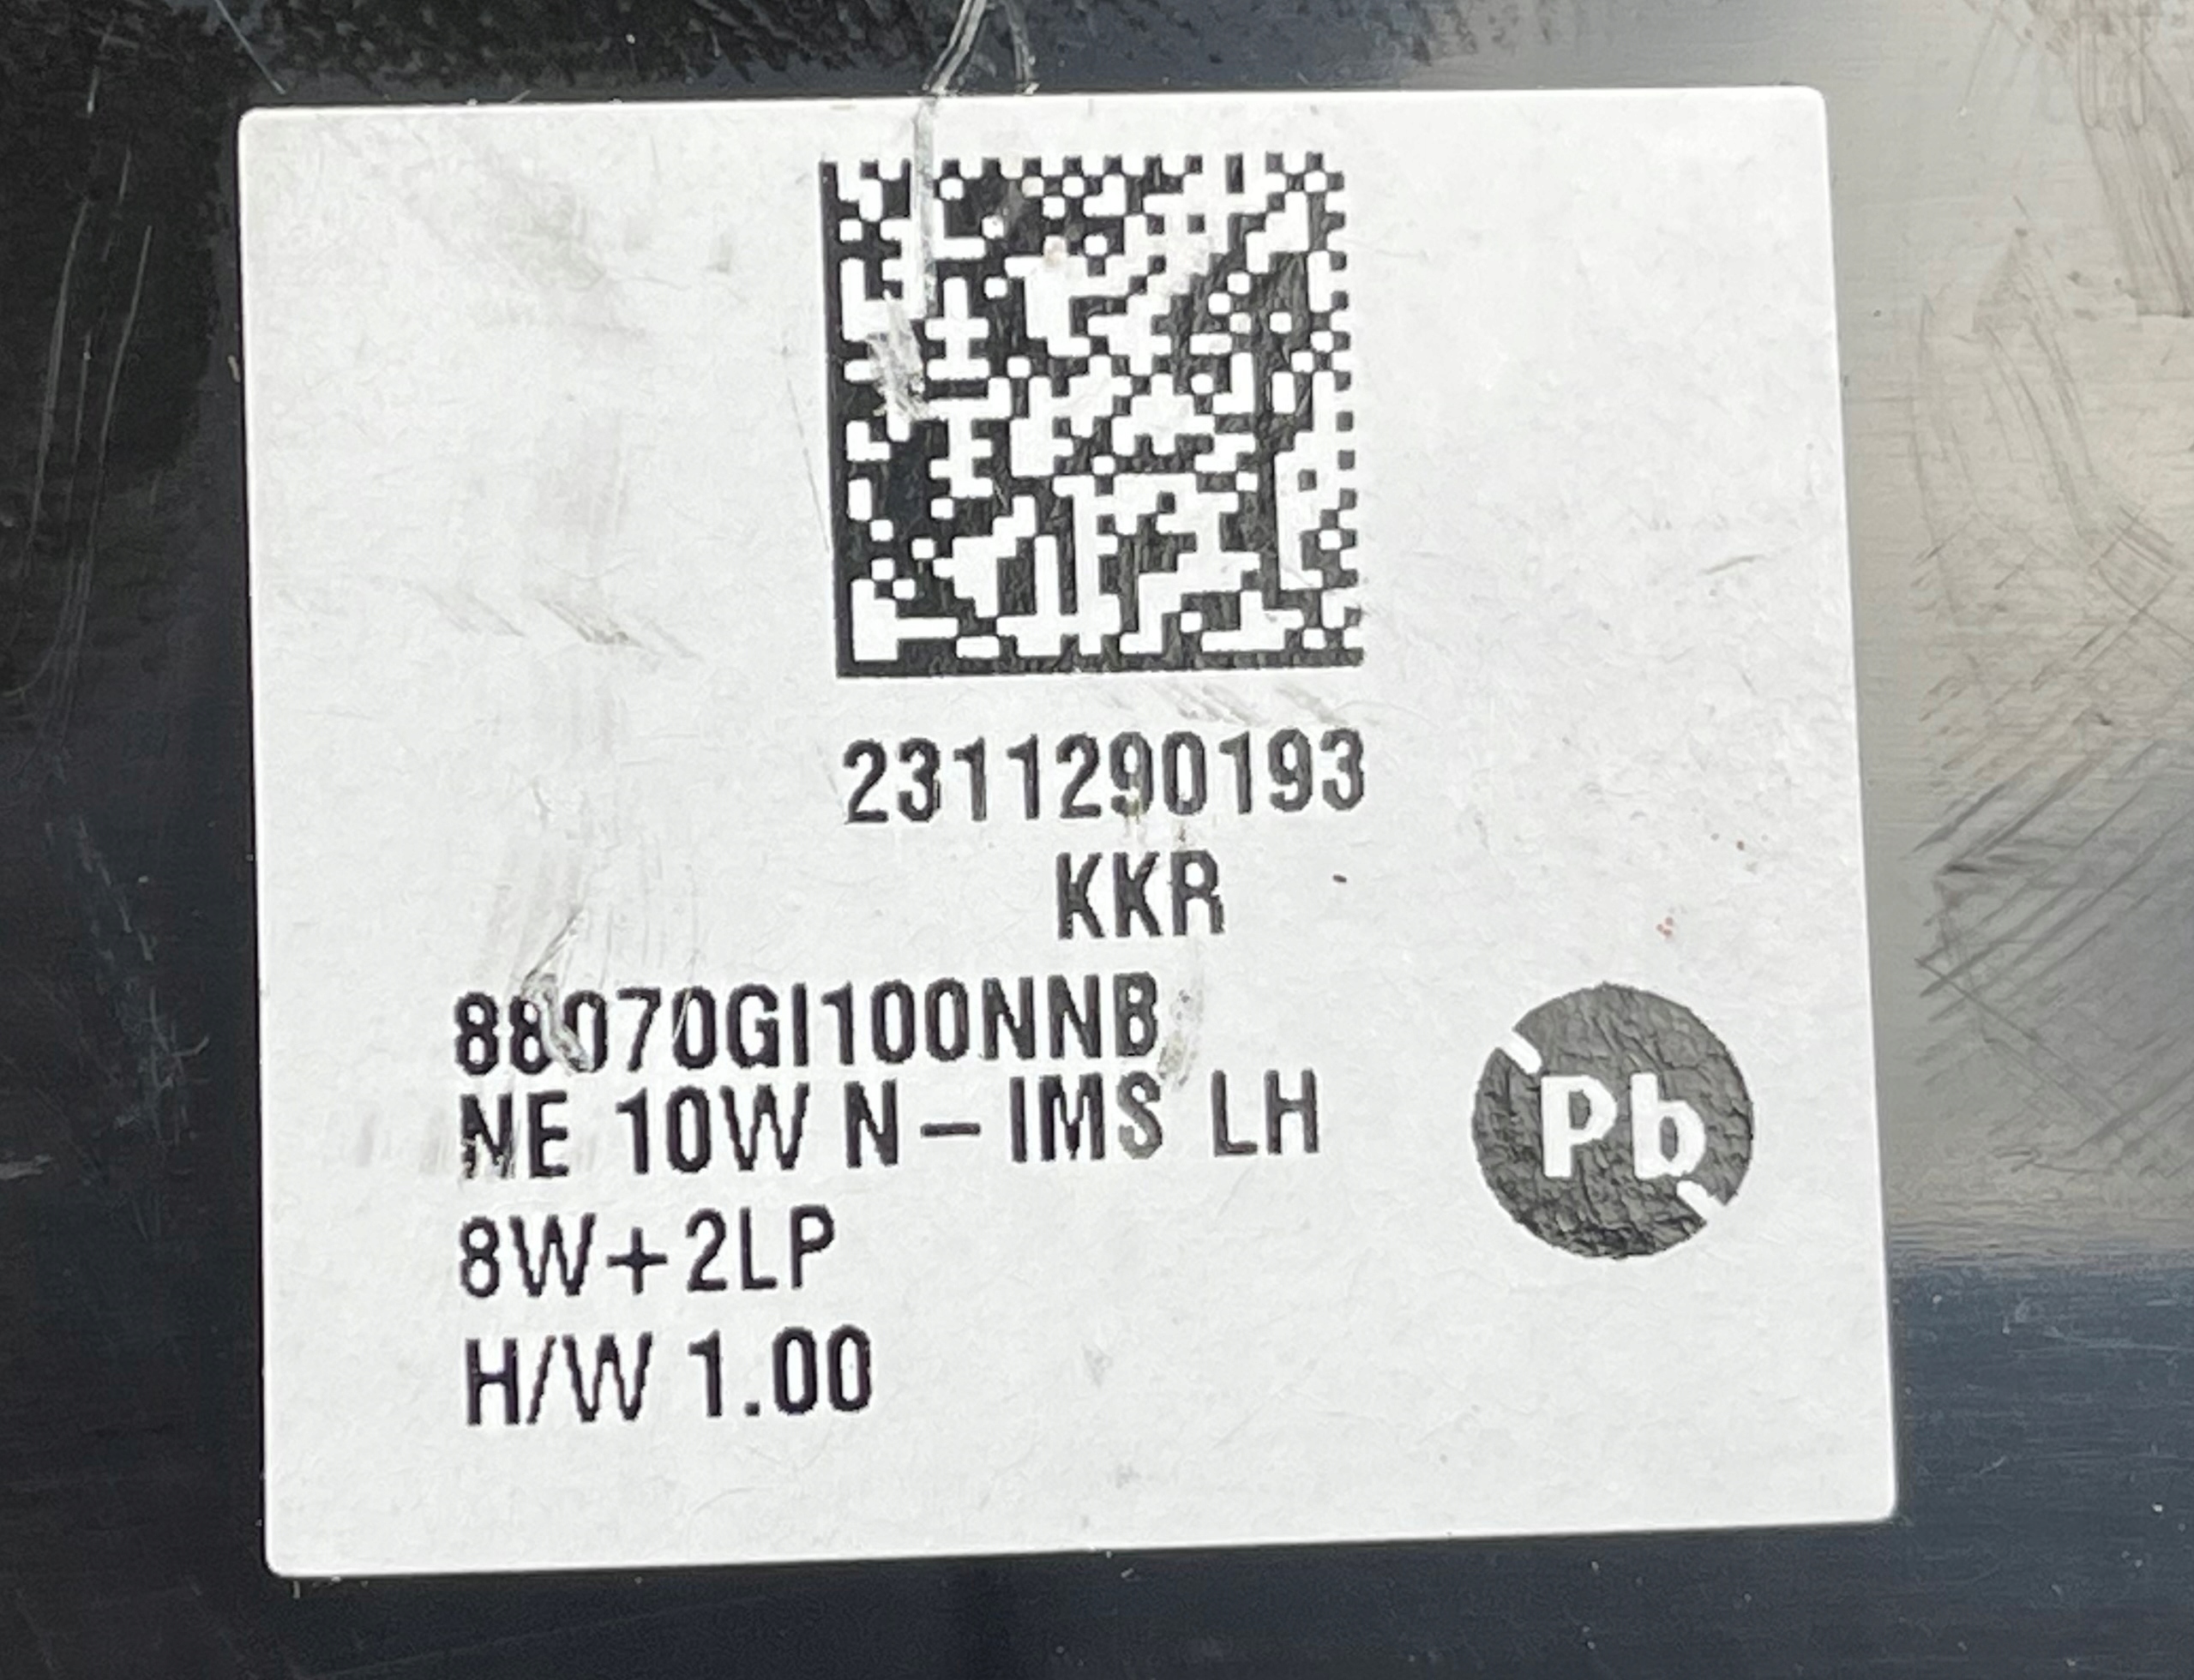 2311290193
KKR
88070GI100NNB
NE 10W N-IMS LH
8W+2LP
H/W 1.00
Pb